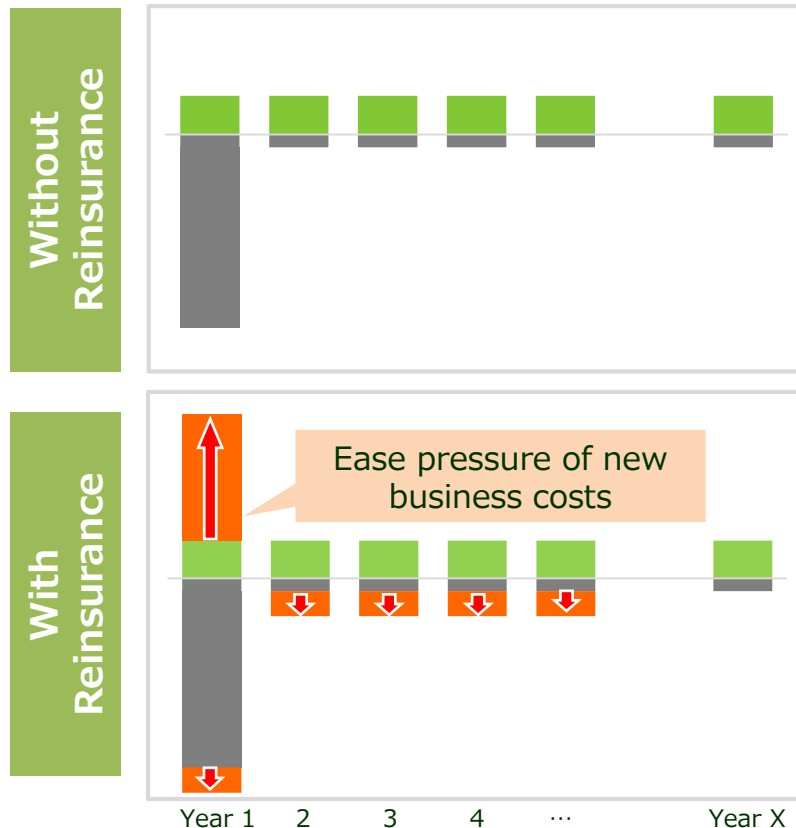 Without
Reinsurance
With
Reinsurance
Ease pressure of new
business costs
Year 1 2 3 4 … Year X